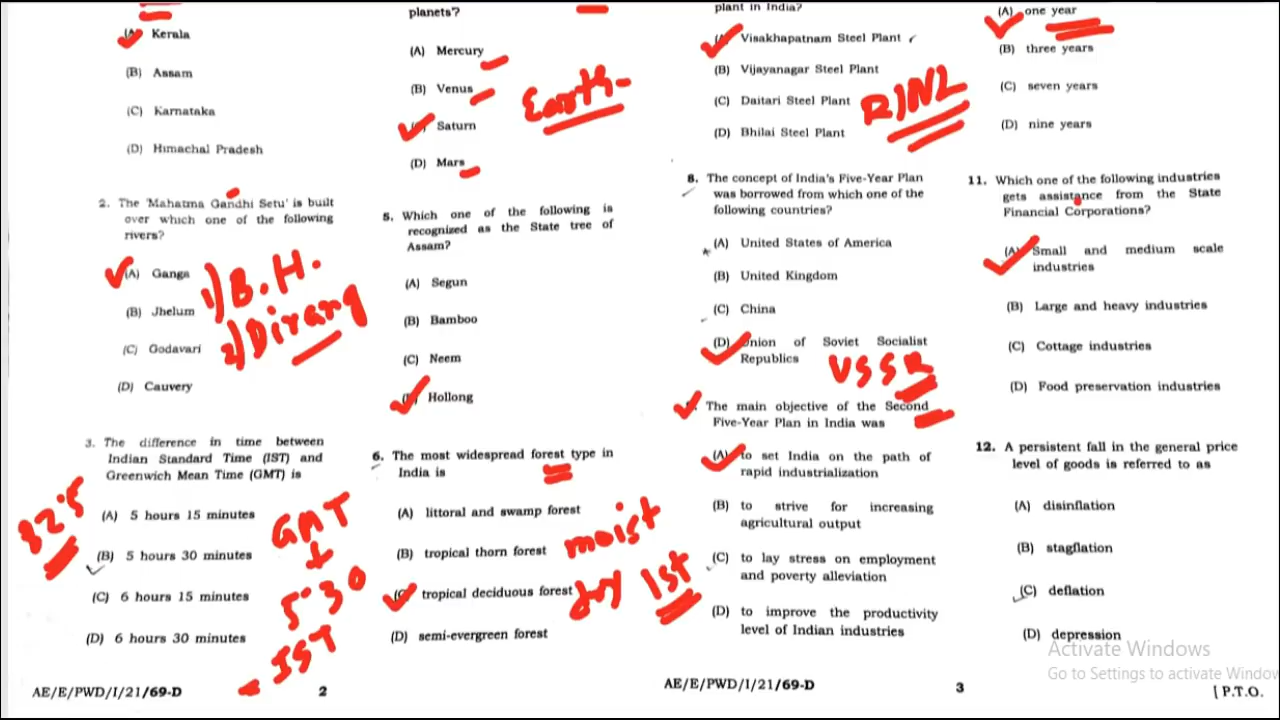 (A) Kerala
(B) Assam
(C) Karnataka
(D) Himachal Pradesh
2. The 'Mahatma Gandhi Setu' is built
over which one of the following
rivers?
(A) Ganga
(B) Jhelum
(C) Godavari
(D) Cauvery
1) B.H.
2) Dirang
3. The difference in time between
Indian Standard Time (IST) and
Greenwich Mean Time (GMT) is
(A) 5 hours 15 minutes
(B) 5 hours 30 minutes
(C) 6 hours 15 minutes
(D) 6 hours 30 minutes
82.5
GMT
+
5.30
IST
AE/E/PWD/I/21/69-D
2
planets?
(A) Mercury
(B) Venus
Saturn
(D) Mars
Earth
5. Which one of the following is
recognized as the State tree of
Assam?
(A) Segun
(B) Bamboo
(C) Neem
Hollong
6. The most widespread forest type in
India is
(A) littoral and swamp forest
(B) tropical thorn forest
(C) tropical deciduous forest
(D) semi-evergreen forest
moist
1st
plant in India?
Visakhapatnam Steel Plant
(B) Vijayanagar Steel Plant
(C) Daitari Steel Plant
(D) Bhilai Steel Plant
RINL
8. The concept of India's Five-Year Plan
was borrowed from which one of the
following countries?
(A) United States of America
(B) United Kingdom
(C) China
(D) Union of Soviet Socialist
Republics
USSR
The main objective of the Second
Five-Year Plan in India was
(A) to set India on the path of
rapid industrialization
(B) to strive for increasing
agricultural output
(C) to lay stress on employment
and poverty alleviation
(D) to improve the productivity
level of Indian industries
AE/E/PWD/I/21/69-D
3
(A) one year
(B) three years
(C) seven years
(D) nine years
11. Which one of the following industries
gets assistance from the State
Financial Corporations?
(A) Small and medium scale
industries
(B) Large and heavy industries
(C) Cottage industries
(D) Food preservation industries
12. A persistent fall in the general price
level of goods is referred to as
(A) disinflation
(B) stagflation
(C) deflation
(D) depression
Activate Windows
Go to Settings to activate Window
[ P.T.O.